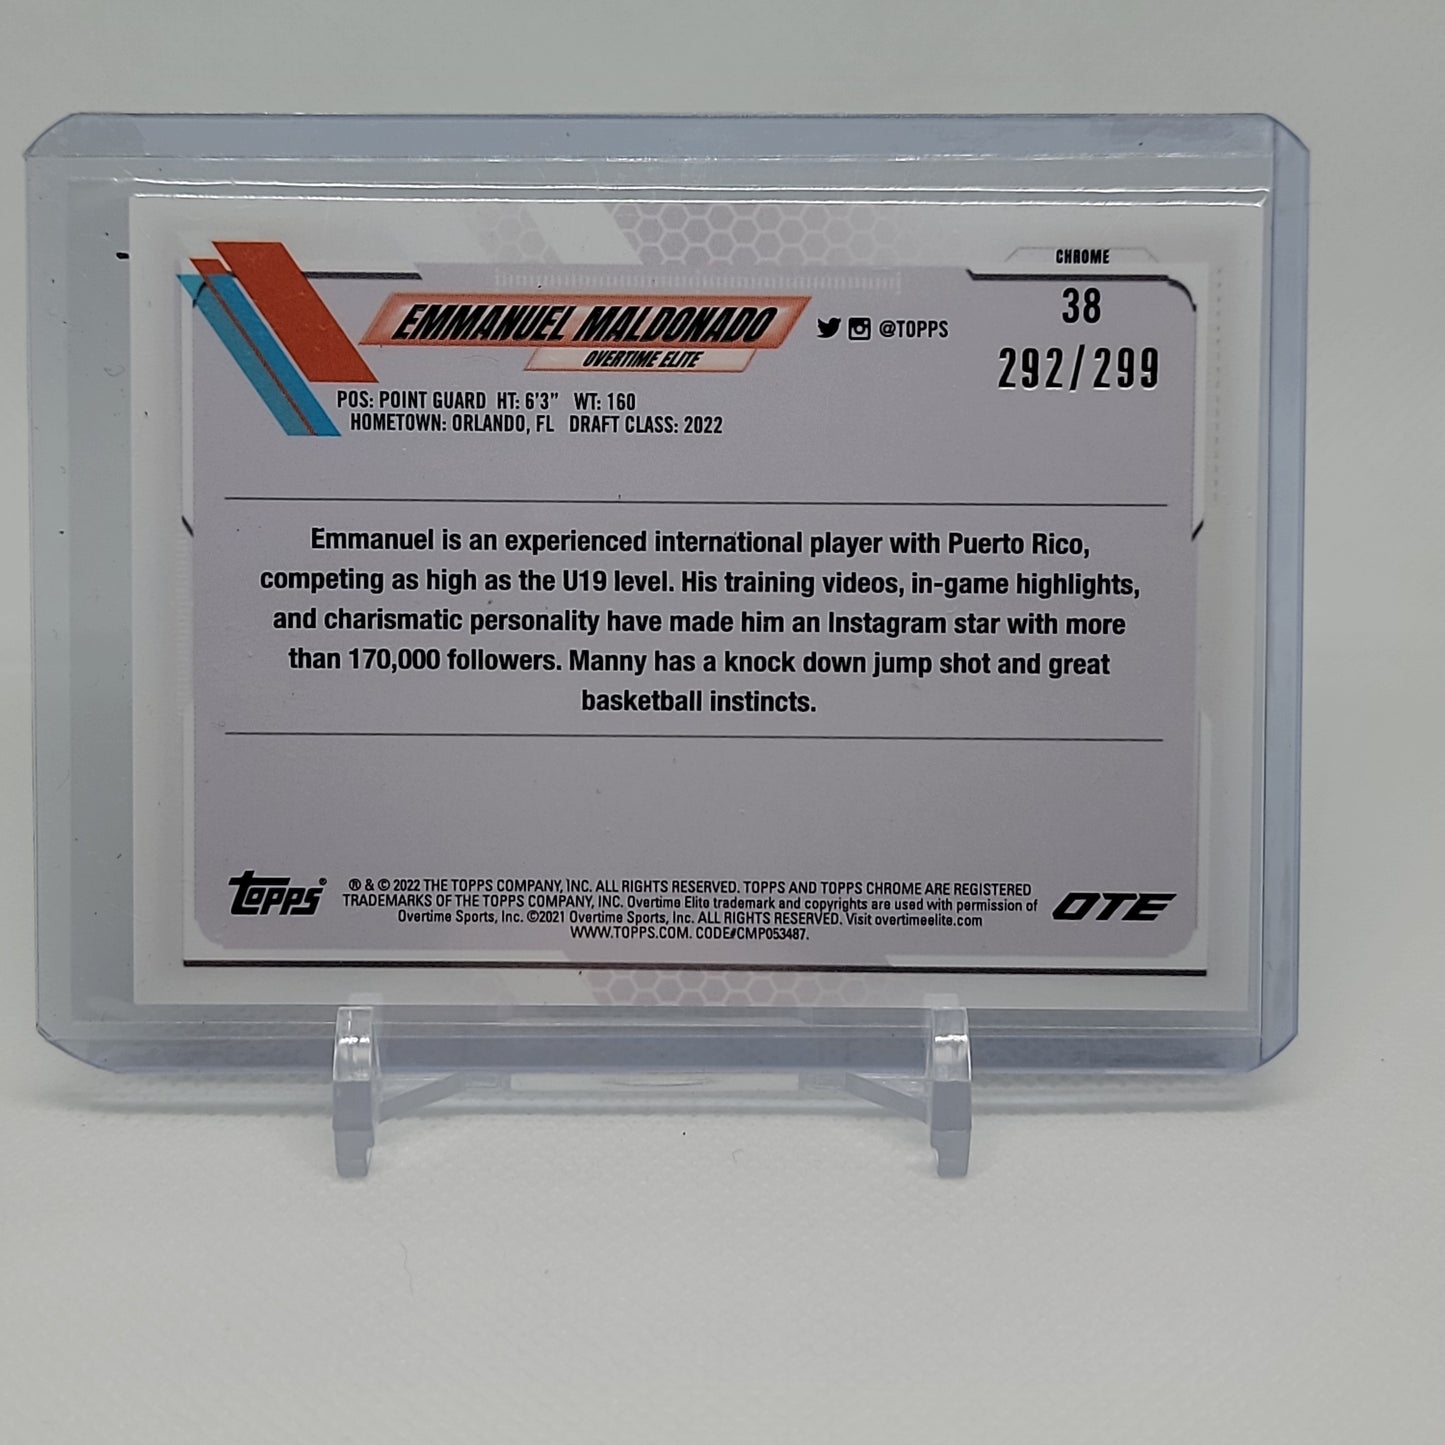 CHROME
38
292/299
EMMANUEL MALDONADO
OVERTIME ELITE
@TOPPS
POS: POINT GUARD HT: 6'3" WT: 160
HOMETOWN: ORLANDO, FL DRAFT CLASS: 2022
Emmanuel is an experienced international player with Puerto Rico,
competing as high as the U19 level. His training videos, in-game highlights,
and charismatic personality have made him an Instagram star with more
than 170,000 followers. Manny has a knock down jump shot and great
basketball instincts.
topps®
® & © 2022 THE TOPPS COMPANY, INC. ALL RIGHTS RESERVED. TOPPS AND TOPPS CHROME ARE REGISTERED
TRADEMARKS OF THE TOPPS COMPANY, INC. Overtime Elite trademark and copyrights are used with permission of
Overtime Sports, Inc. ©2021 Overtime Sports, Inc. ALL RIGHTS RESERVED. Visit overtimeelite.com
WWW.TOPPS.COM. CODE#CMP053487.
OTE